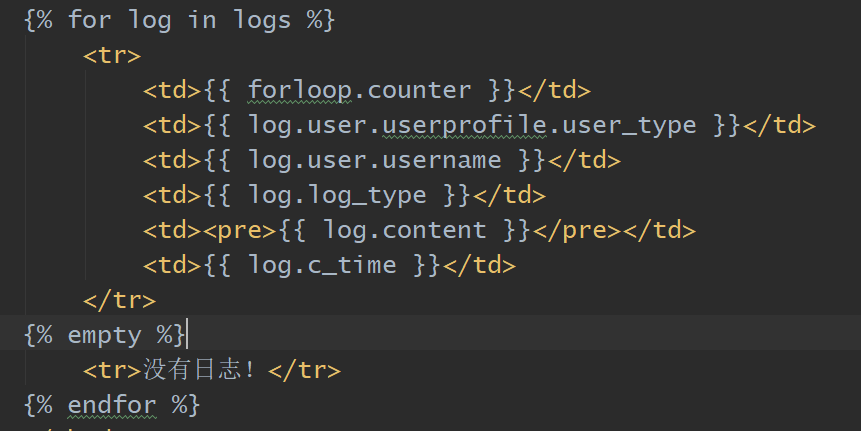 {% for log in logs %}
<tr>
<td>{{ forloop.counter }}</td>
<td>{{ log.user.userprofile.user_type }}</td>
<td>{{ log.user.username }}</td>
<td>{{ log.log_type }}</td>
<td><pre>{{ log.content }}</pre></td>
<td>{{ log.c_time }}</td>
</tr>
{% empty %}
<tr>没有日志！</tr>
{% endfor %}